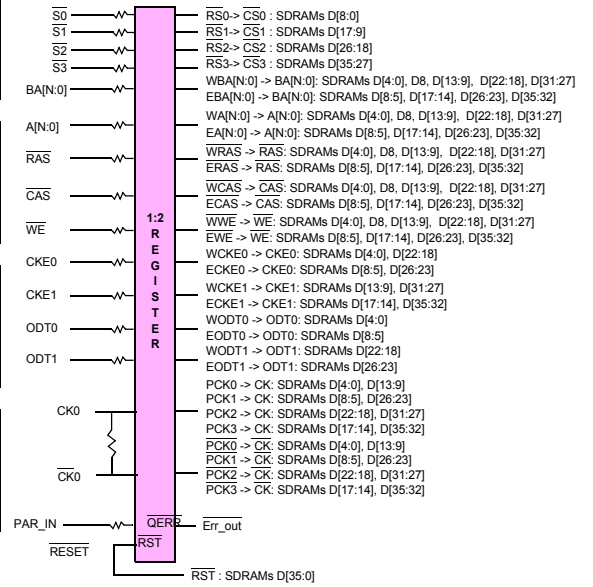 S0
S1
S2
S3
BA[N:0]
A[N:0]
RAS
CAS
WE
CKE0
CKE1
ODT0
ODT1
CK0
CK0
PAR_IN
RESET
1:2
R
E
G
I
S
T
E
R
QERR
RST
RS0-> CS0 : SDRAMs D[8:0]
RS1-> CS1 : SDRAMs D[17:9]
RS2-> CS2 : SDRAMs D[26:18]
RS3-> CS3 : SDRAMs D[35:27]
WBA[N:0] -> BA[N:0]: SDRAMs D[4:0], D8, D[13:9], D[22:18], D[31:27]
EBA[N:0] -> BA[N:0]: SDRAMs D[8:5], D[17:14], D[26:23], D[35:32]
WA[N:0] -> A[N:0]: SDRAMs D[4:0], D8, D[13:9], D[22:18], D[31:27]
EA[N:0] -> A[N:0]: SDRAMs D[8:5], D[17:14], D[26:23], D[35:32]
WRAS -> RAS: SDRAMs D[4:0], D8, D[13:9], D[22:18], D[31:27]
ERAS -> RAS: SDRAMs D[8:5], D[17:14], D[26:23], D[35:32]
WCAS -> CAS: SDRAMs D[4:0], D8, D[13:9], D[22:18], D[31:27]
ECAS -> CAS: SDRAMs D[8:5], D[17:14], D[26:23], D[35:32]
WWE -> WE: SDRAMs D[4:0], D8, D[13:9], D[22:18], D[31:27]
EWE -> WE: SDRAMs D[8:5], D[17:14], D[26:23], D[35:32]
WCKE0 -> CKE0: SDRAMs D[4:0], D[22:18]
ECKE0 -> CKE0: SDRAMs D[8:5], D[26:23]
WCKE1 -> CKE1: SDRAMs D[13:9], D[31:27]
ECKE1 -> CKE1: SDRAMs D[17:14], D[35:32]
WODT0 -> ODT0: SDRAMs D[4:0]
EODT0 -> ODT0: SDRAMs D[8:5]
WODT1 -> ODT1: SDRAMs D[22:18]
EODT1 -> ODT1: SDRAMs D[26:23]
PCK0 -> CK: SDRAMs D[4:0], D[13:9]
PCK1 -> CK: SDRAMs D[8:5], D[26:23]
PCK2 -> CK: SDRAMs D[22:18], D[31:27]
PCK3 -> CK: SDRAMs D[17:14], D[35:32]
PCK0 -> CK: SDRAMs D[4:0], D[13:9]
PCK1 -> CK: SDRAMs D[8:5], D[26:23]
PCK2 -> CK: SDRAMs D[22:18], D[31:27]
PCK3 -> CK: SDRAMs D[17:14], D[35:32]
Err_out
RST : SDRAMs D[35:0]